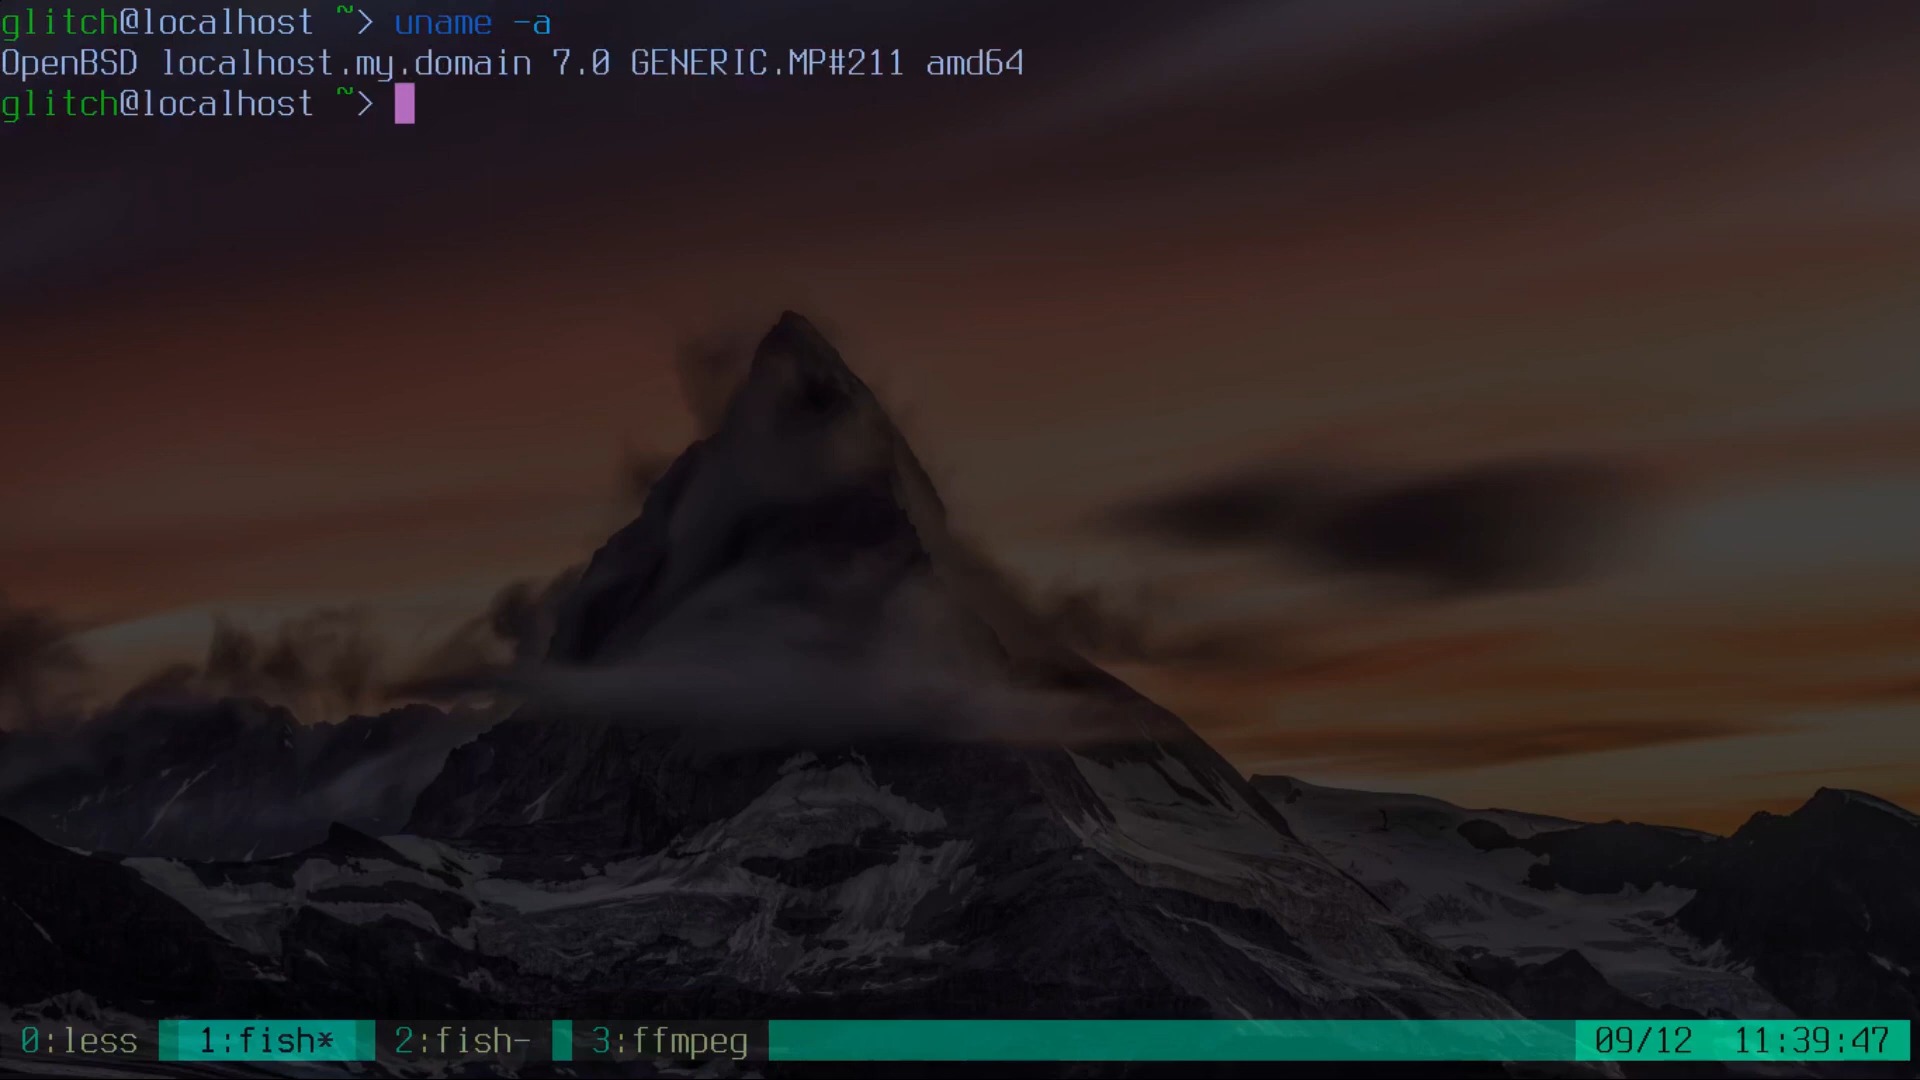 glitch@localhost ~> uname -a
OpenBSD localhost.my.domain 7.0 GENERIC.MP#211 amd64
glitch@localhost ~>
0:less 1:fish* 2:fish- 3:ffmpeg 09/12 11:39:47